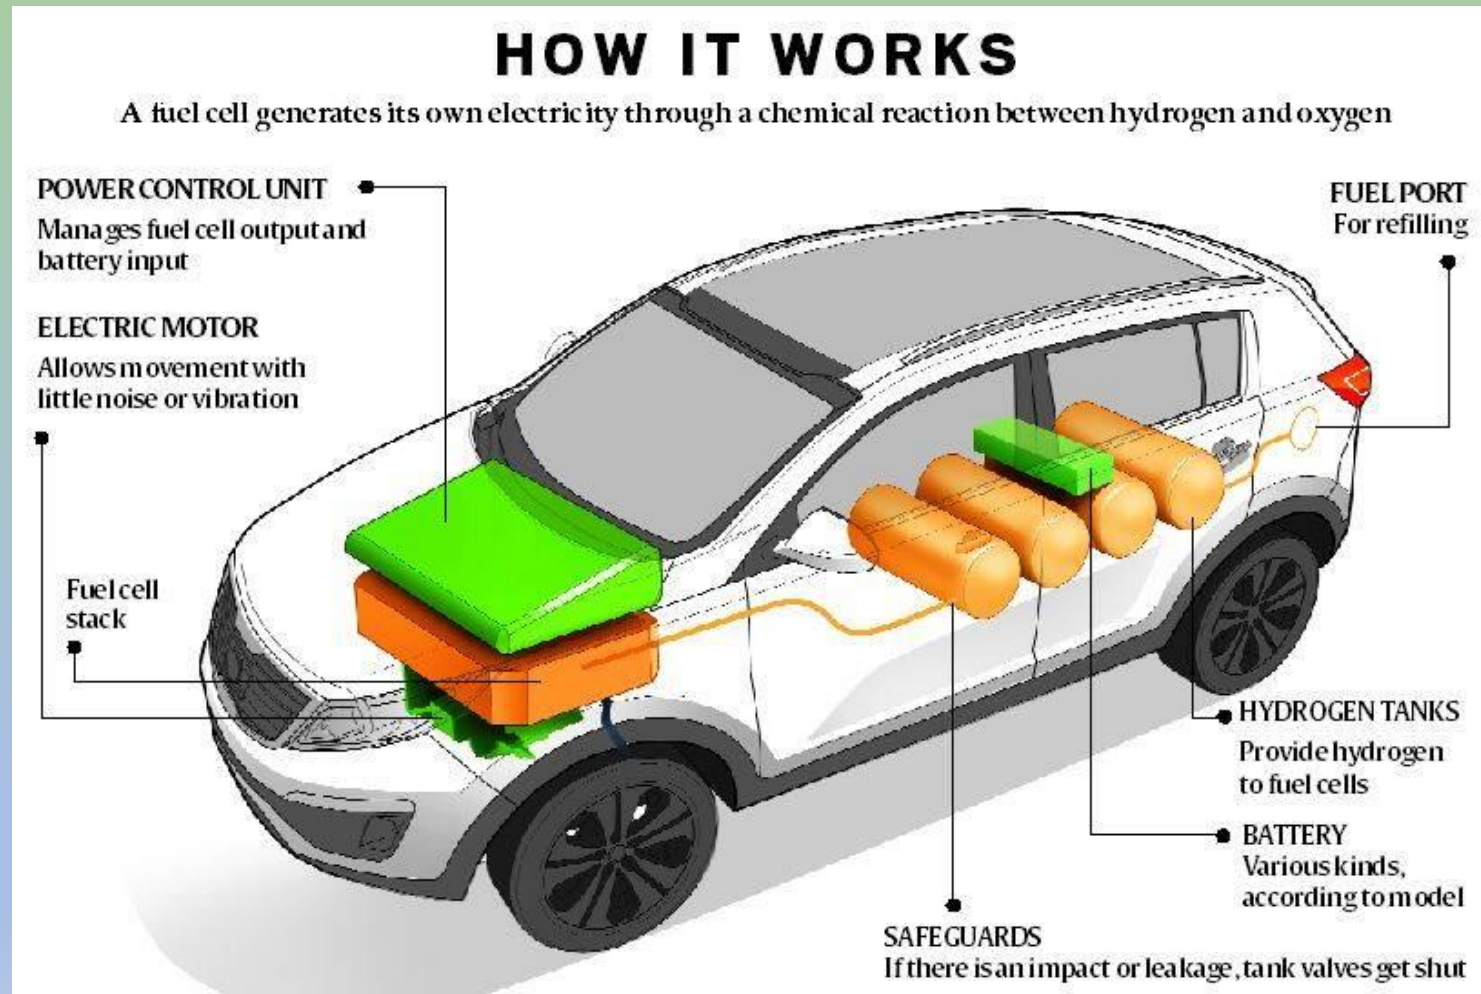 HOW IT WORKS
A fuel cell generates its own electricity through a chemical reaction between hydrogen and oxygen
POWER CONTROL UNIT
Manages fuel cell output and
battery input
ELECTRIC MOTOR
Allows movement with
little noise or vibration
Fuel cell
stack
FUEL PORT
For refilling
HYDROGEN TANKS
Provide hydrogen
to fuel cells
BATTERY
Various kinds,
according to model
SAFEGUARDS
If there is an impact or leakage, tank valves get shut